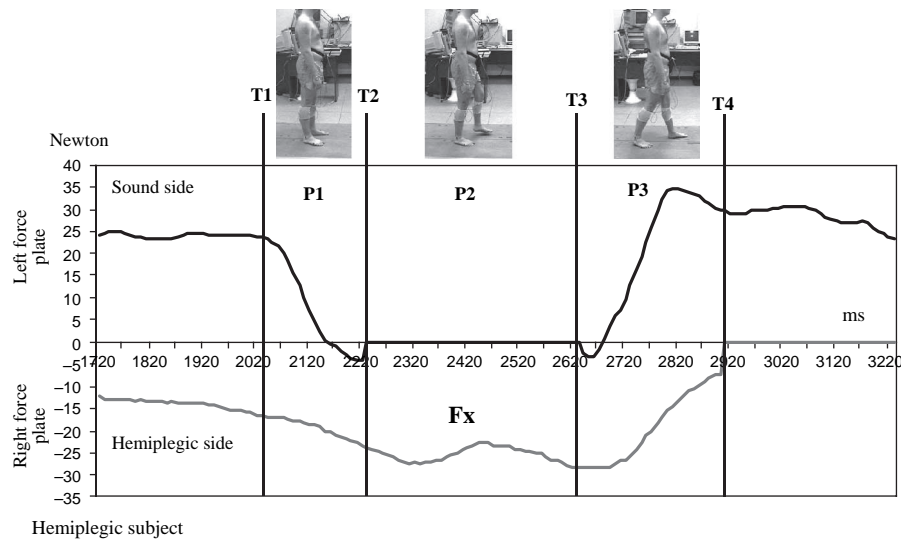 T1
T2
T3
T4
Newton
40
35
30
25
20
15
10
5
0
–5
–10
–15
–20
–25
–30
–35
Left force
plate
Right force
plate
Sound side
P1
P2
P3
ms
1720 1820 1920 2020 2120 2220 2320 2420 2520 2620 2720 2820 2920 3020 3120 3220
Fx
Hemiplegic side
Hemiplegic subject